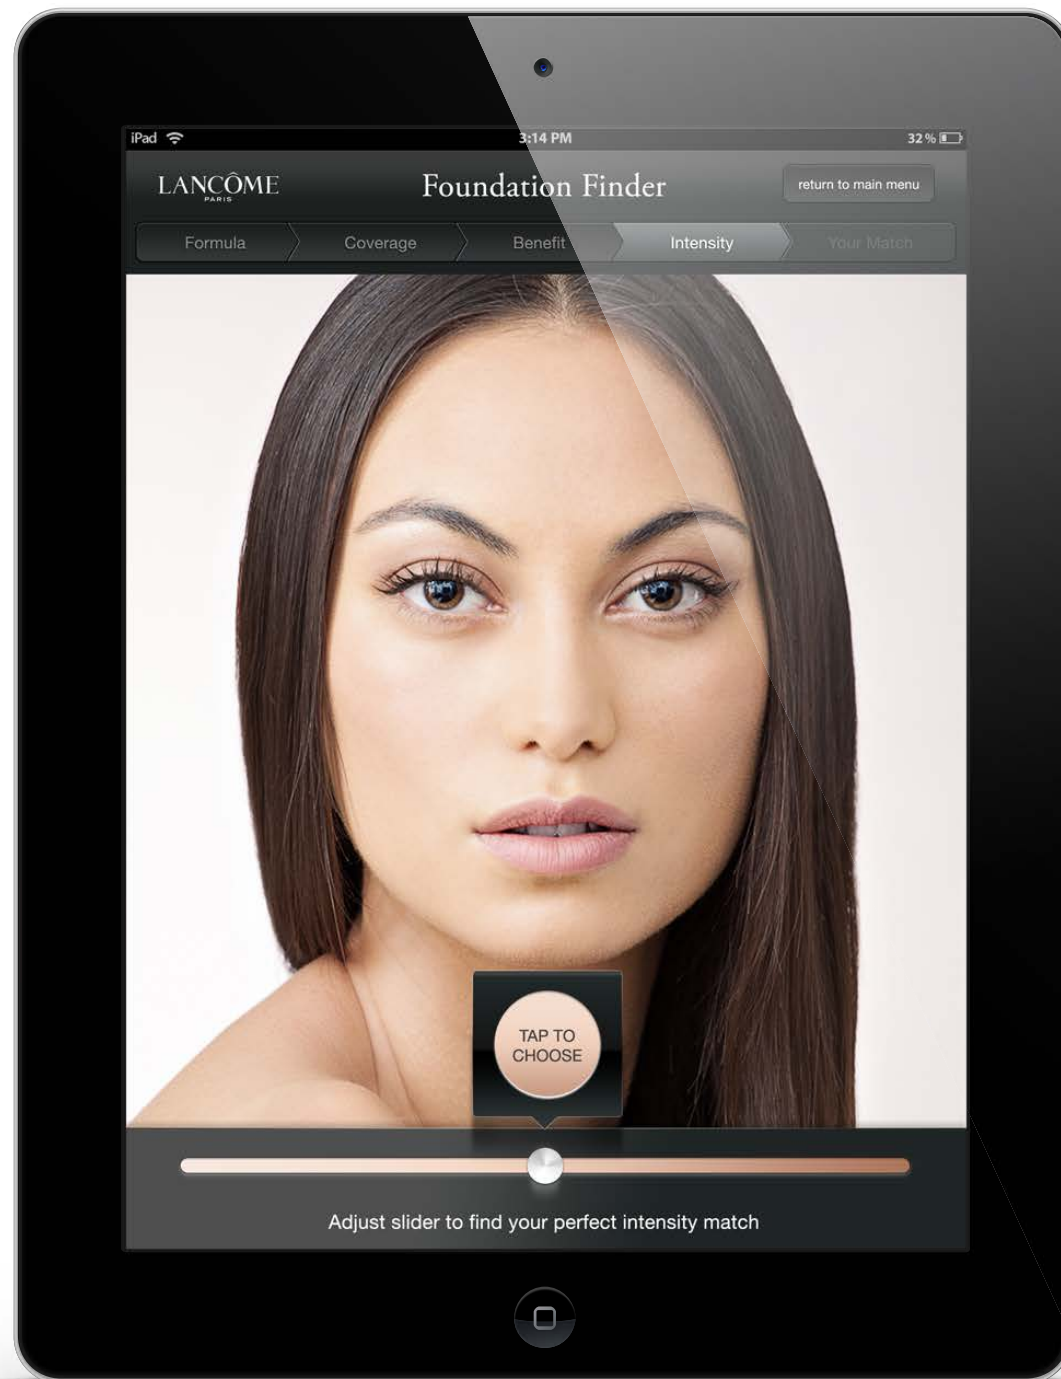 iPad
3:14 PM
32 %
LANCÔME
PARIS
Foundation Finder
return to main menu
Formula
Coverage
Benefit
Intensity
Your Match
TAP TO
CHOOSE
Adjust slider to find your perfect intensity match